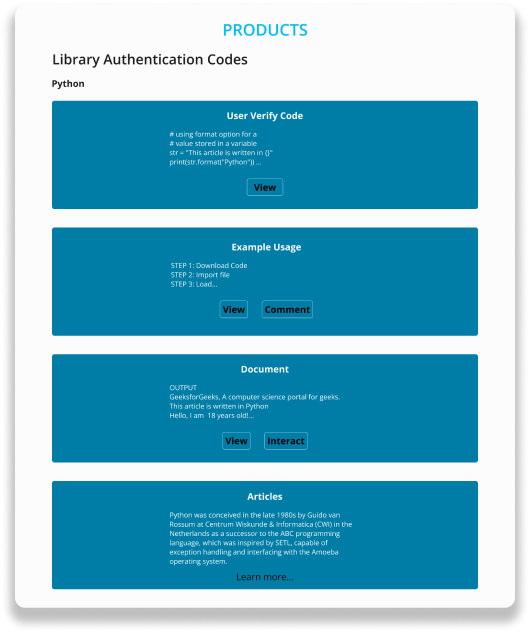 PRODUCTS
Library Authentication Codes
Python
User Verify Code
# using format option for a
# value stored in a variable
str = "This article is written in {}"
print(str.format("Python")) ...
View
Example Usage
STEP 1: Download Code
STEP 2: Import file
STEP 3: Load...
View Comment
Document
OUTPUT
GeeksforGeeks, A computer science portal for geeks.
This article is written in Python
Hello, I am  18 years old!...
View Interact
Articles
Python was conceived in the late 1980s by Guido van
Rossum at Centrum Wiskunde & Informatica (CWI) in the
Netherlands as a successor to the ABC programming
language, which was inspired by SETL, capable of
exception handling and interfacing with the Amoeba
operating system.
Learn more...